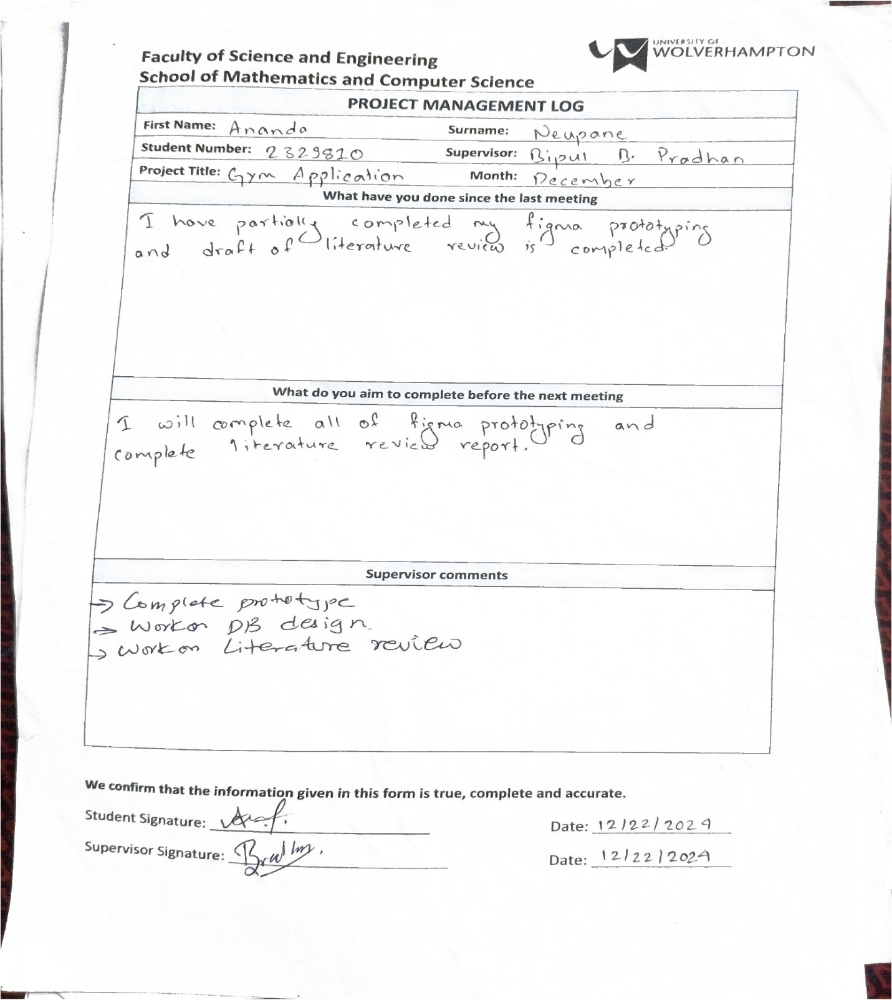 UNIVERSITY OF
WOLVERHAMPTON
Faculty of Science and Engineering
School of Mathematics and Computer Science
PROJECT MANAGEMENT LOG
First Name: Ananda Surname: Neupane
Student Number: 2329810 Supervisor: Bipul B. Pradhan
Project Title: Gym Application Month: December
What have you done since the last meeting
I have partially completed my figma prototyping
and draft of literature review is completed.
What do you aim to complete before the next meeting
I will complete all of figma prototyping and
complete literature review report.
Supervisor comments
→ Complete prototype
→ Work on DB design
→ Work on Literature review
We confirm that the information given in this form is true, complete and accurate.
Student Signature: Date: 12/22/2024
Supervisor Signature: Date: 12/22/2024